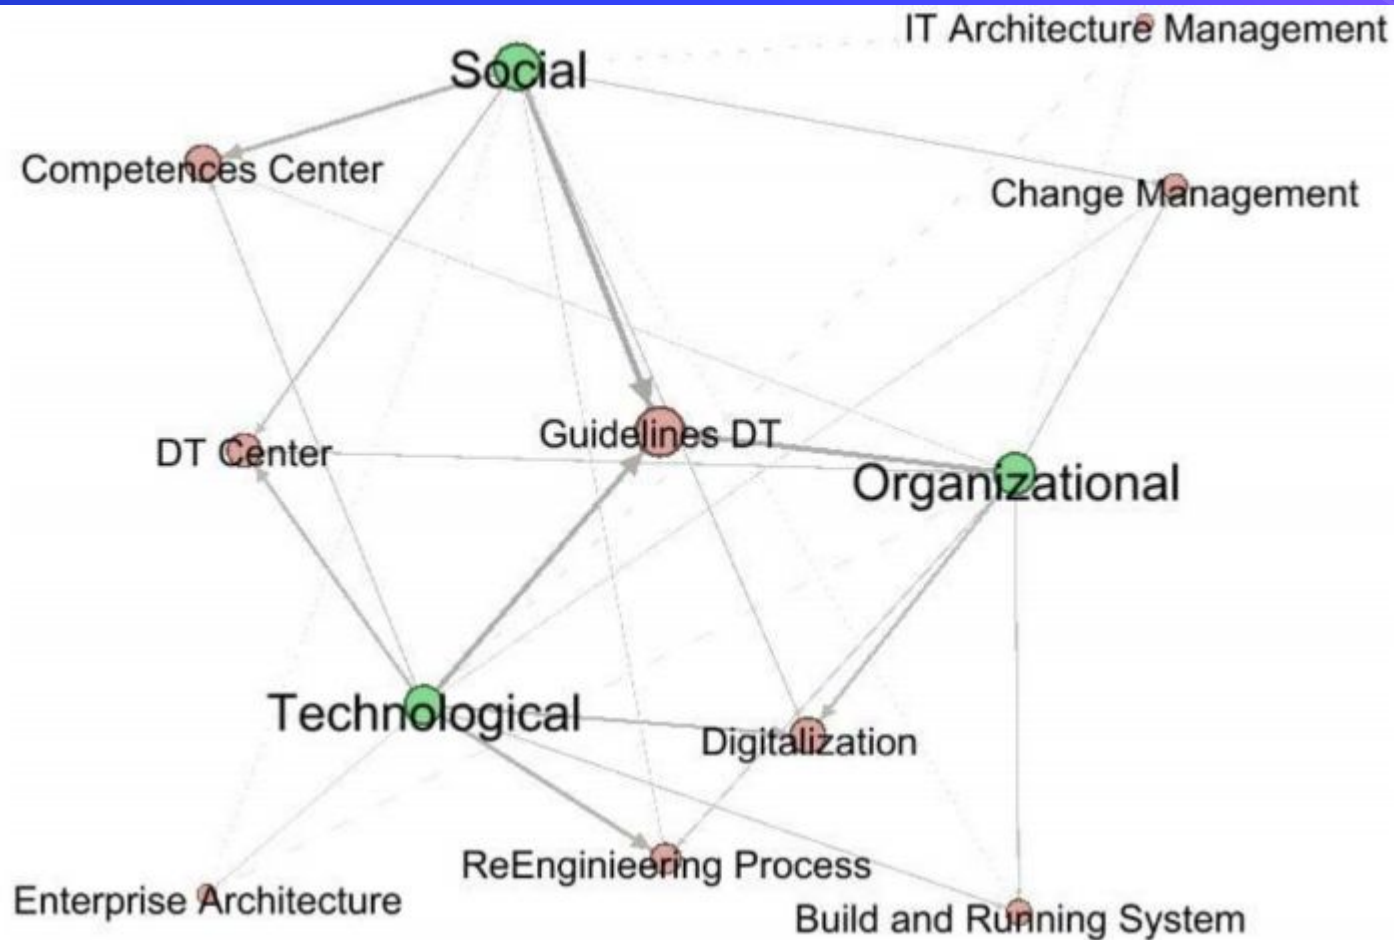 IT Architecture Management
Social
Competences Center
Change Management
Guidelines DT
DT Center
Organizational
Technological
Digitalization
ReEnginieering Process
Enterprise Architecture
Build and Running System